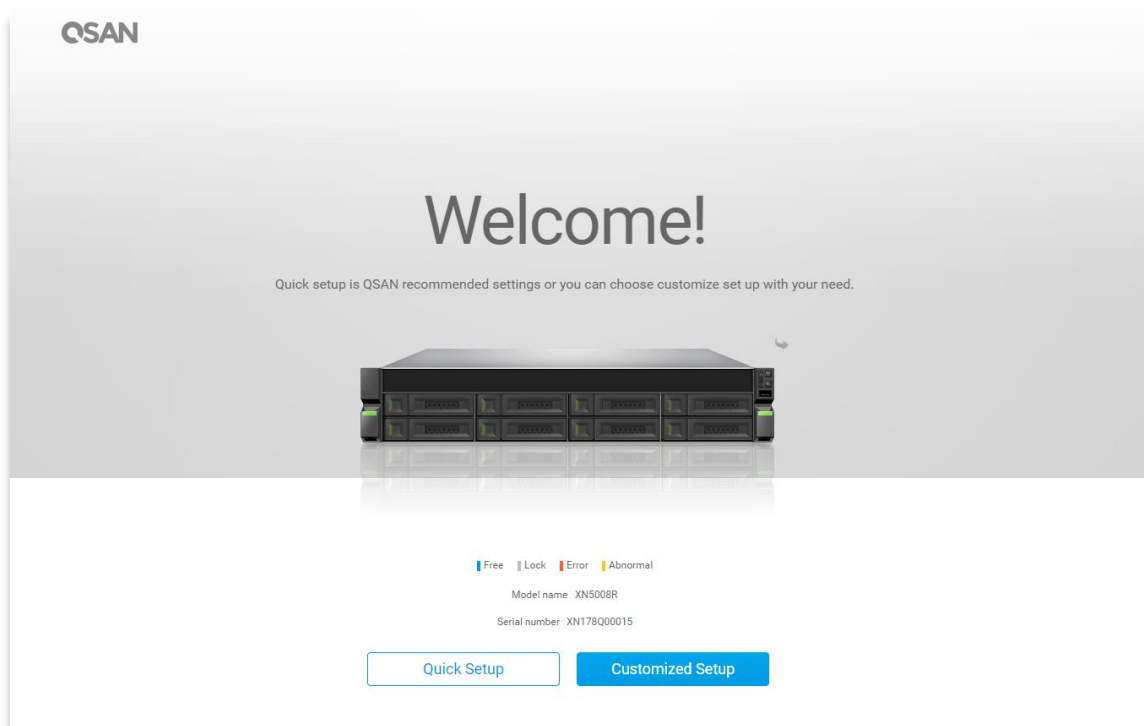 QSAN
Welcome!
Quick setup is QSAN recommended settings or you can choose customize set up with your need.
Free Lock Error Abnormal
Model name XN5008R
Serial number XN178Q00015
Quick Setup Customized Setup